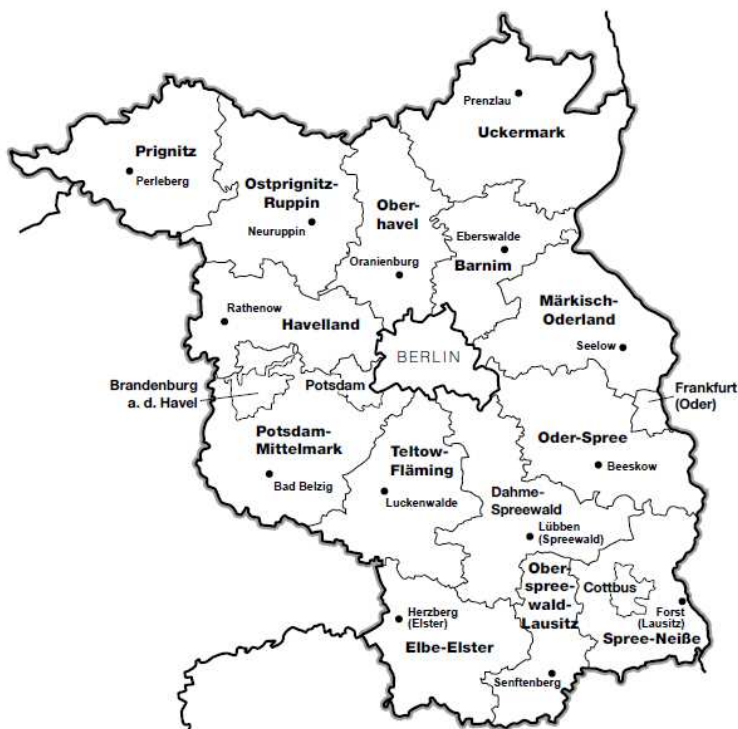 Prenzlau
Uckermark
Prignitz
Perleberg
Ostprignitz-
Ruppin
Neuruppin
Ober-
havel
Oranienburg
Eberswalde
Barnim
Märkisch-
Oderland
Seelow
Rathenow
Havelland
BERLIN
Brandenburg
a. d. Havel
Potsdam
Frankfurt
(Oder)
Potsdam-
Mittelmark
Bad Belzig
Teltow-
Fläming
Luckenwalde
Oder-Spree
Beeskow
Dahme-
Spreewald
Lübben
(Spreewald)
Ober-
spree-
wald-
Lausitz
Cottbus
Forst
(Lausitz)
Spree-Neiße
Herzberg
(Elster)
Elbe-Elster
Senftenberg